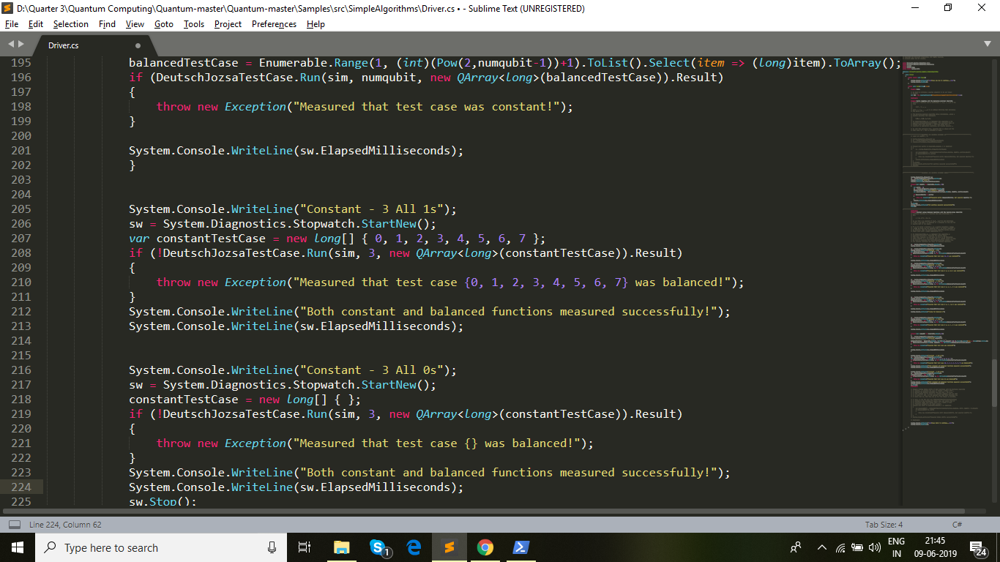 D:\Quarter 3\Quantum Computing\Quantum-master\Quantum-master\Samples\src\SimpleAlgorithms\Driver.cs • - Sublime Text (UNREGISTERED)
File Edit Selection Find View Goto Tools Project Preferences Help
Driver.cs
195 balancedTestCase = Enumerable.Range(1, (int)(Pow(2,numqubit-1))+1).ToList().Select(item => (long)item).ToArray();
196 if (DeutschJozsaTestCase.Run(sim, numqubit, new QArray<long>(balancedTestCase)).Result)
197 {
198 throw new Exception("Measured that test case was constant!");
199 }
200
201 System.Console.WriteLine(sw.ElapsedMilliseconds);
202 }
203
204
205 System.Console.WriteLine("Constant - 3 All 1s");
206 sw = System.Diagnostics.Stopwatch.StartNew();
207 var constantTestCase = new long[] { 0, 1, 2, 3, 4, 5, 6, 7 };
208 if (!DeutschJozsaTestCase.Run(sim, 3, new QArray<long>(constantTestCase)).Result)
209 {
210 throw new Exception("Measured that test case {0, 1, 2, 3, 4, 5, 6, 7} was balanced!");
211 }
212 System.Console.WriteLine("Both constant and balanced functions measured successfully!");
213 System.Console.WriteLine(sw.ElapsedMilliseconds);
214
215
216 System.Console.WriteLine("Constant - 3 All 0s");
217 sw = System.Diagnostics.Stopwatch.StartNew();
218 constantTestCase = new long[] { };
219 if (!DeutschJozsaTestCase.Run(sim, 3, new QArray<long>(constantTestCase)).Result)
220 {
221 throw new Exception("Measured that test case {} was balanced!");
222 }
223 System.Console.WriteLine("Both constant and balanced functions measured successfully!");
224 System.Console.WriteLine(sw.ElapsedMilliseconds);
225 sw.Stop();
Line 224, Column 62 Tab Size: 4 C#
Type here to search 1 ENG 21:45
IN 09-06-2019 24